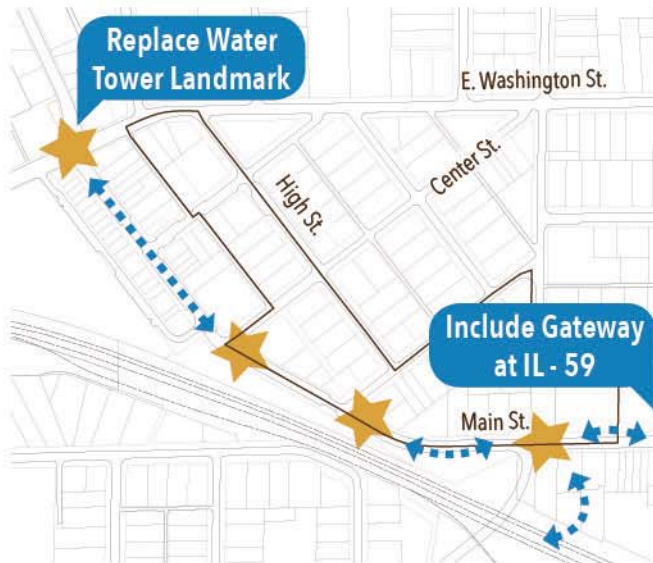 Replace Water
Tower Landmark
E. Washington St.
Center St.
High St.
Include Gateway
at IL - 59
Main St.